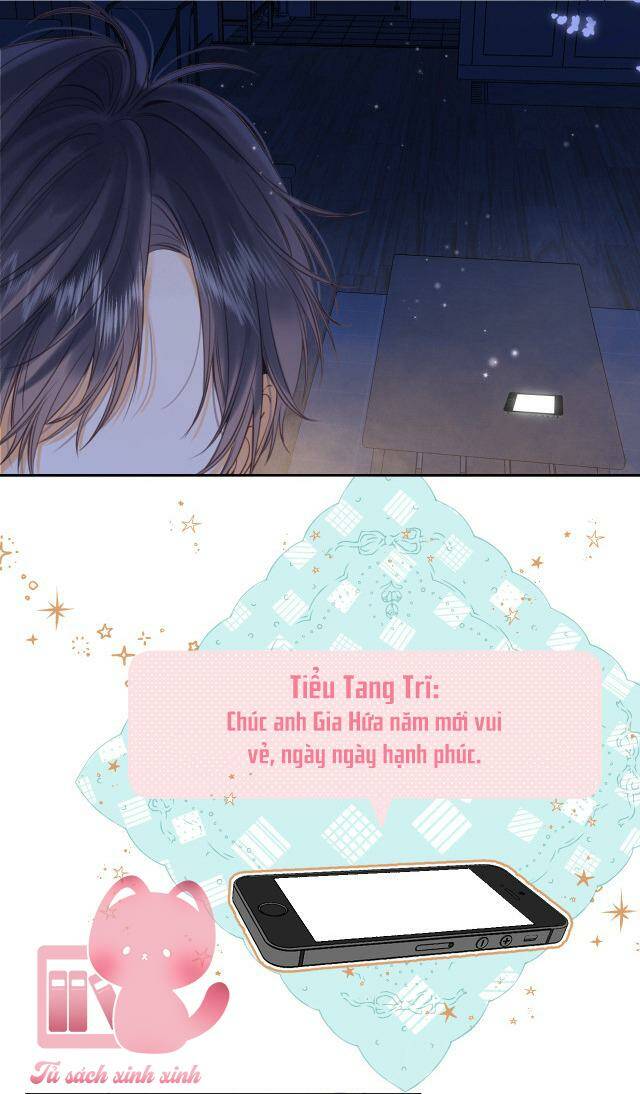 Tiểu Tang Trĩ:
Chúc anh Gia Hứa năm mới vui
vẻ, ngày ngày hạnh phúc.
Tủ sách xinh xinh